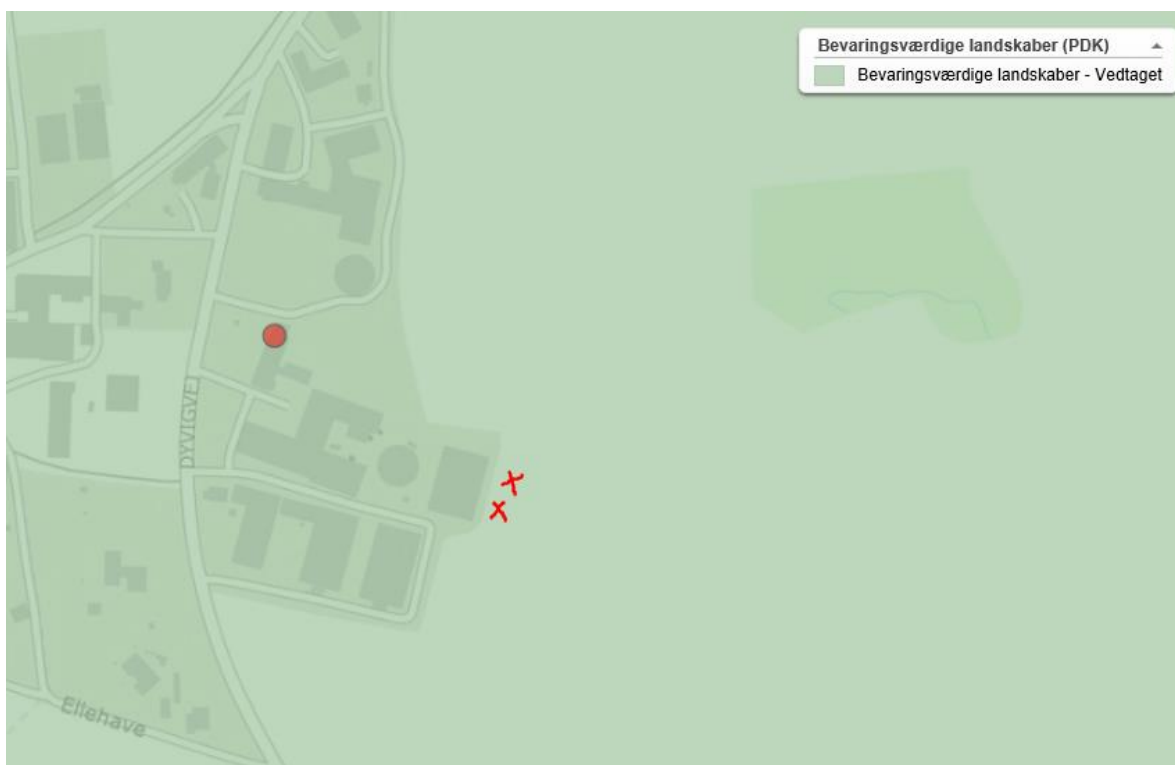 Bevaringsværdige landskaber (PDK)
Bevaringsværdige landskaber - Vedtaget
DYVIGVEJ
Ellehave